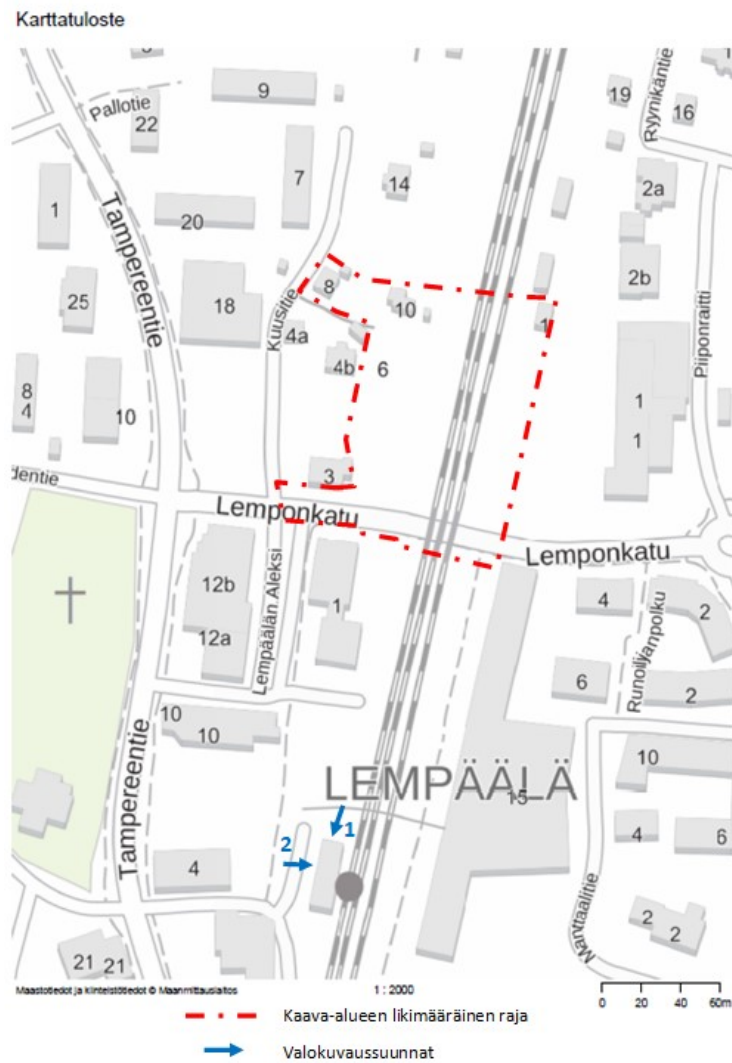 Karttatuloste
9
19
Ryynikäntie
16
Pallotie
22
7
14
2a
1
20
Tampereentie
2b
8
25
18
Kuusitie
10
1
Piiponraitti
4a
4b
6
8
4
10
1
1
3
dentie
Lemponkatu
Lemponkatu
12b
Lempäälän Aleksi
1
4
2
12a
6
Runoilijanpolku
2
10
10
10
Tampereentie
LEMPÄÄLÄ
15
1
2
4
4
6
Manttaalitie
2
2
21
21
Maastotiedot ja kiinteistötiedot © Maanmittauslaitos
1 : 2000
0 20 40 60m
Kaava-alueen likimääräinen raja
Valokuvaussuunnat